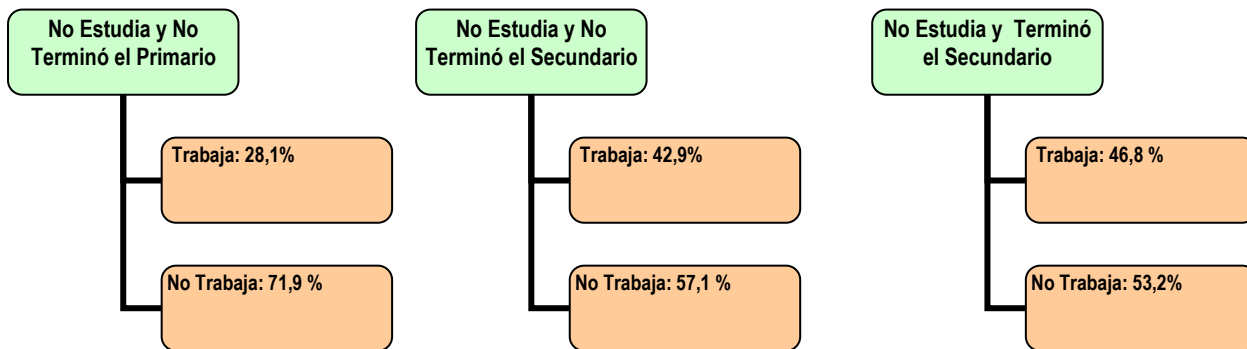 No Estudia y No
Terminó el Primario
Trabaja: 28,1%
No Trabaja: 71,9 %
No Estudia y No
Terminó el Secundario
Trabaja: 42,9%
No Trabaja: 57,1 %
No Estudia y Terminó
el Secundario
Trabaja: 46,8 %
No Trabaja: 53,2%